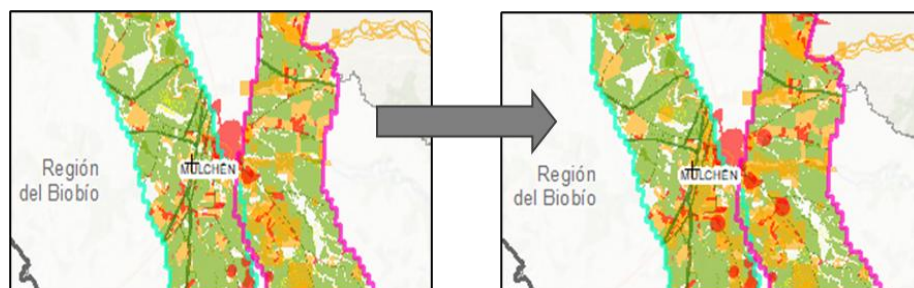 Región
del Biobío
MULCHÉN
Región
del Biobío
MULCHÉN